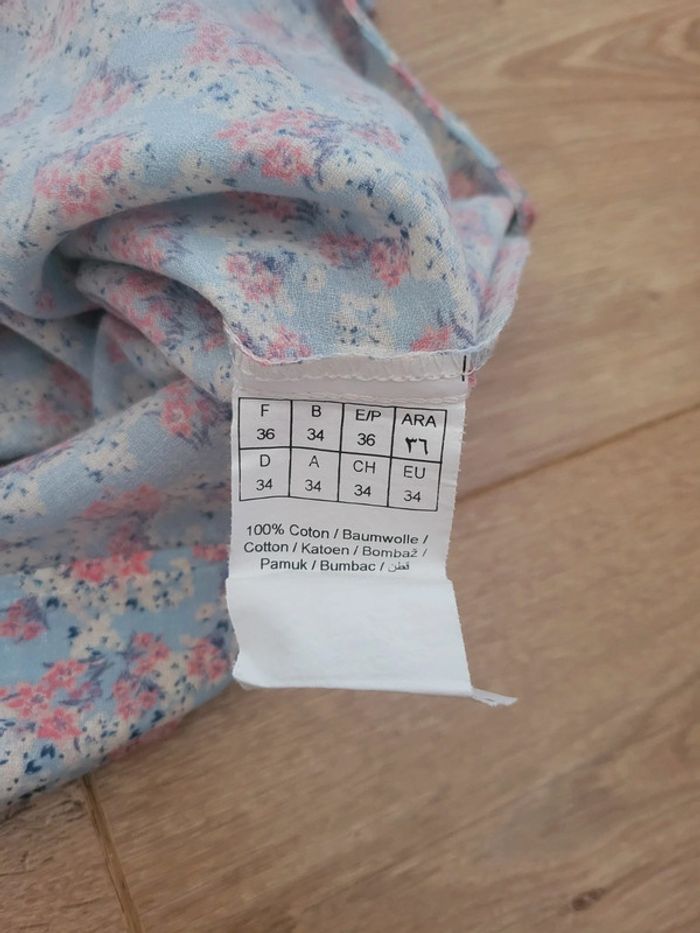 F B E/P ARA
36 34 36 ٣٦
D A CH EU
34 34 34 34
100% Coton / Baumwolle /
Cotton / Katoen / Bombaž /
Pamuk / Bumbac / قطن